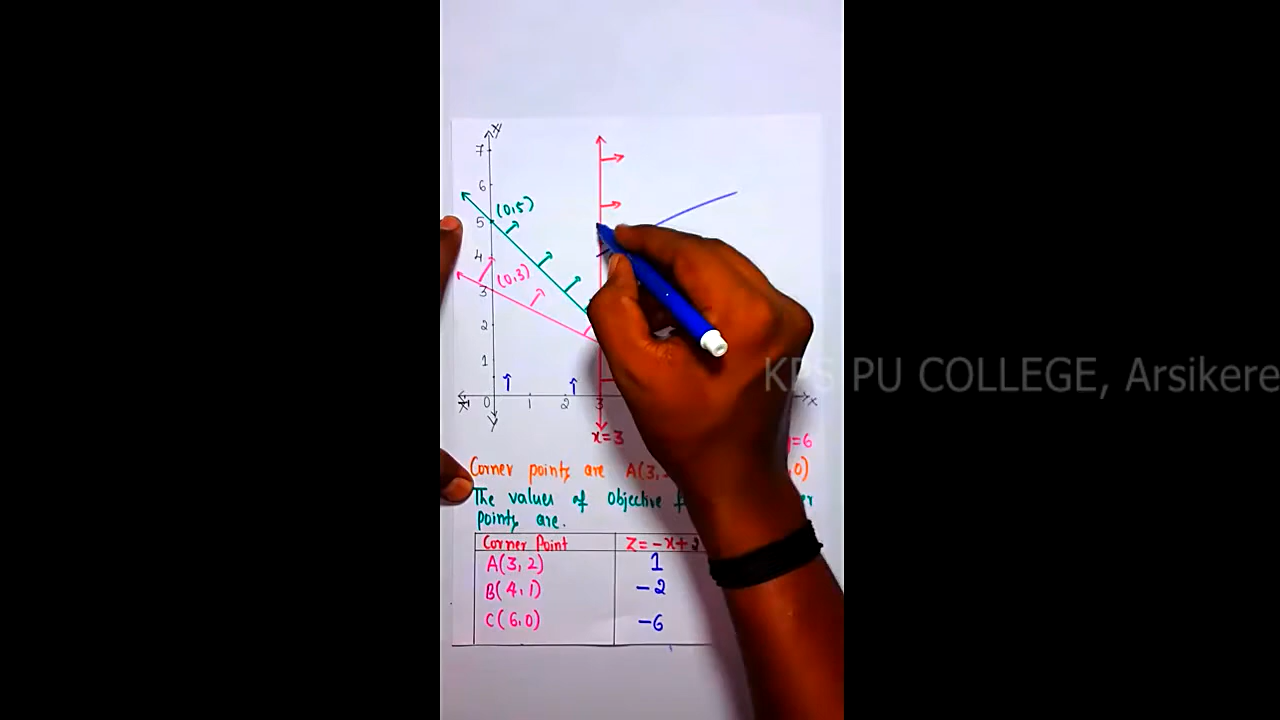 Y
7
6
5
(0,5)
4
(0,3)
3
2
1
X 0 1 2 3 X
Y
x=3
y=6
Corner points are A(3, ,0)
The values of objective
points are.
Corner Point Z = -x + 2
A(3, 2) 1
B(4, 1) -2
C(6,0) -6
KPS PU COLLEGE, Arsikere